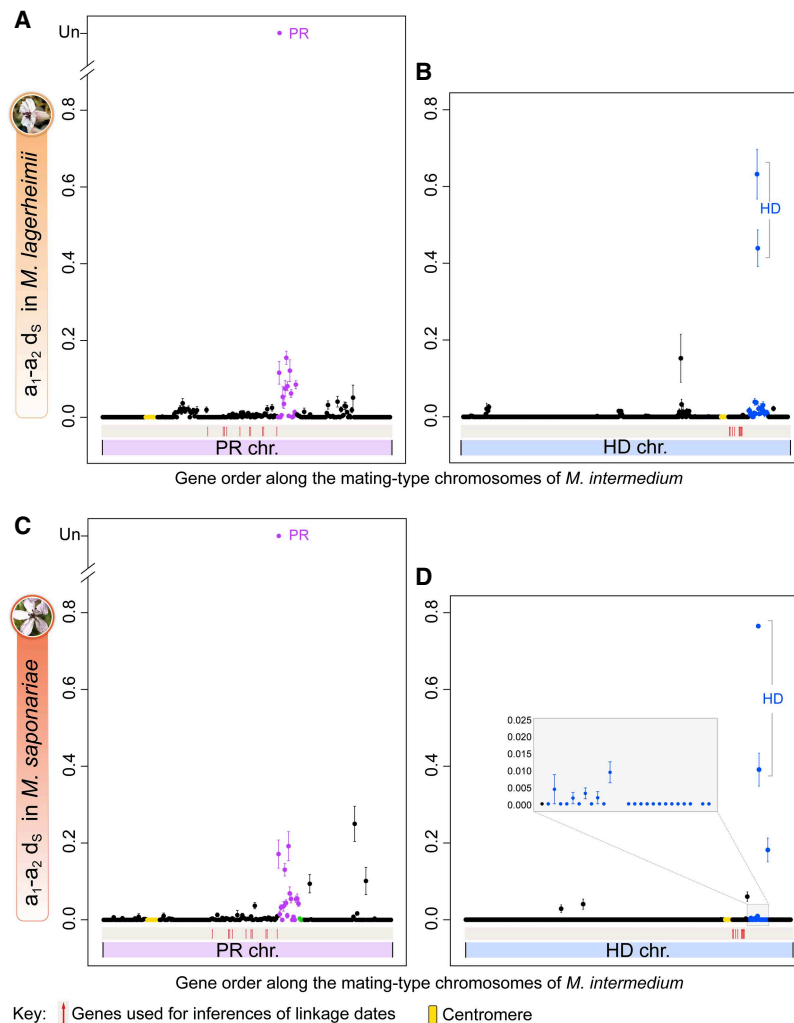 A
Un
PR
B
0.8
0.6
0.4
0.2
0.0
0.8
0.6
0.4
0.2
0.0
HD
a1-a2 dS in M. lagerheimii
PR chr.
HD chr.
Gene order along the mating-type chromosomes of M. intermedium
C
Un
PR
D
0.8
0.6
0.4
0.2
0.0
0.8
0.6
0.4
0.2
0.0
HD
0.025
0.020
0.015
0.010
0.005
0.000
a1-a2 dS in M. saponariae
PR chr.
HD chr.
Gene order along the mating-type chromosomes of M. intermedium
Key: Genes used for inferences of linkage dates Centromere